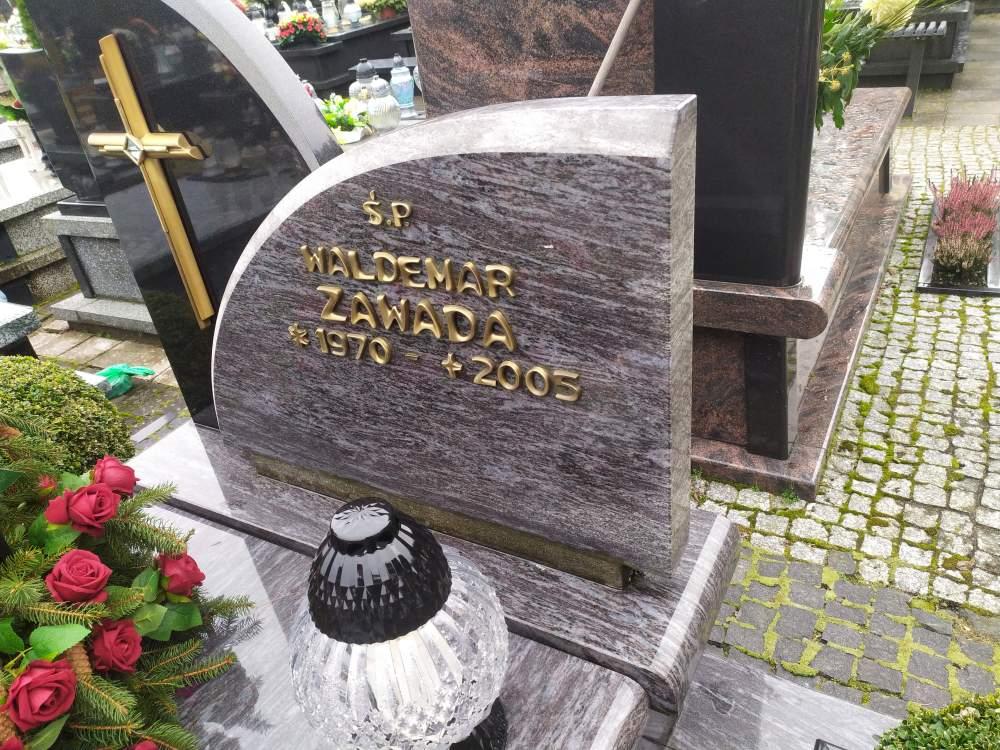 Ś.P.
WALDEMAR
ZAWADA
* 1970 - + 2005